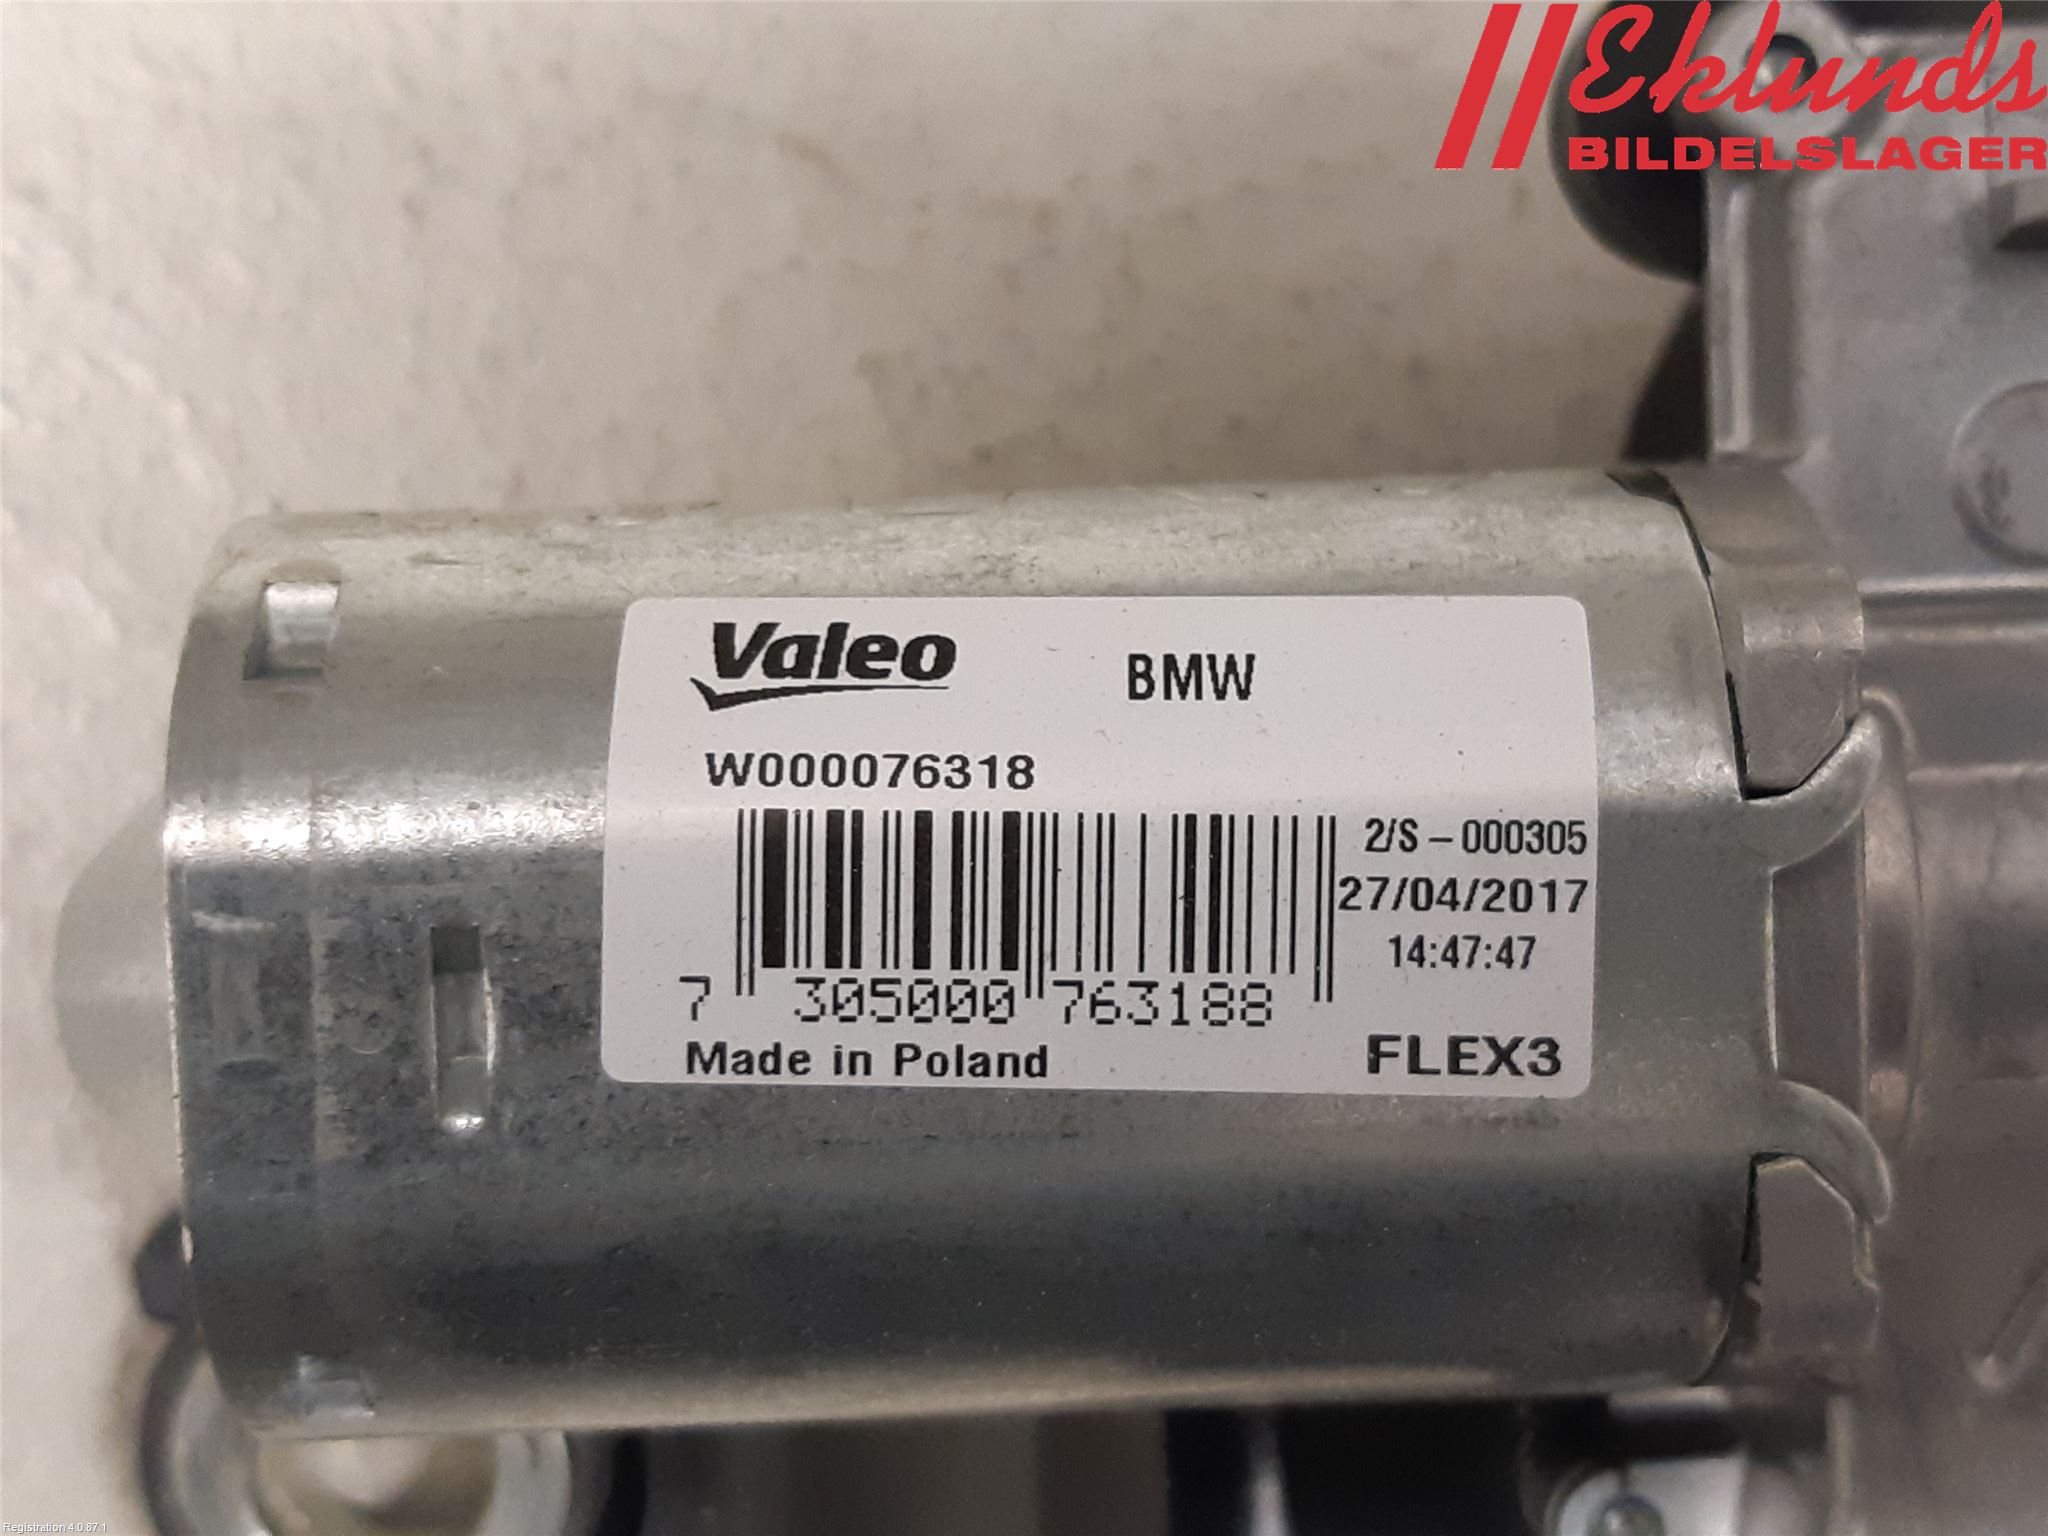 Eklunds
BILDELSLAGER
Valeo
BMW
W000076318
2/S - 000305
27/04/2017
14:47:47
7 305000 763188
Made in Poland
FLEX3
Registration 4.0.87.1